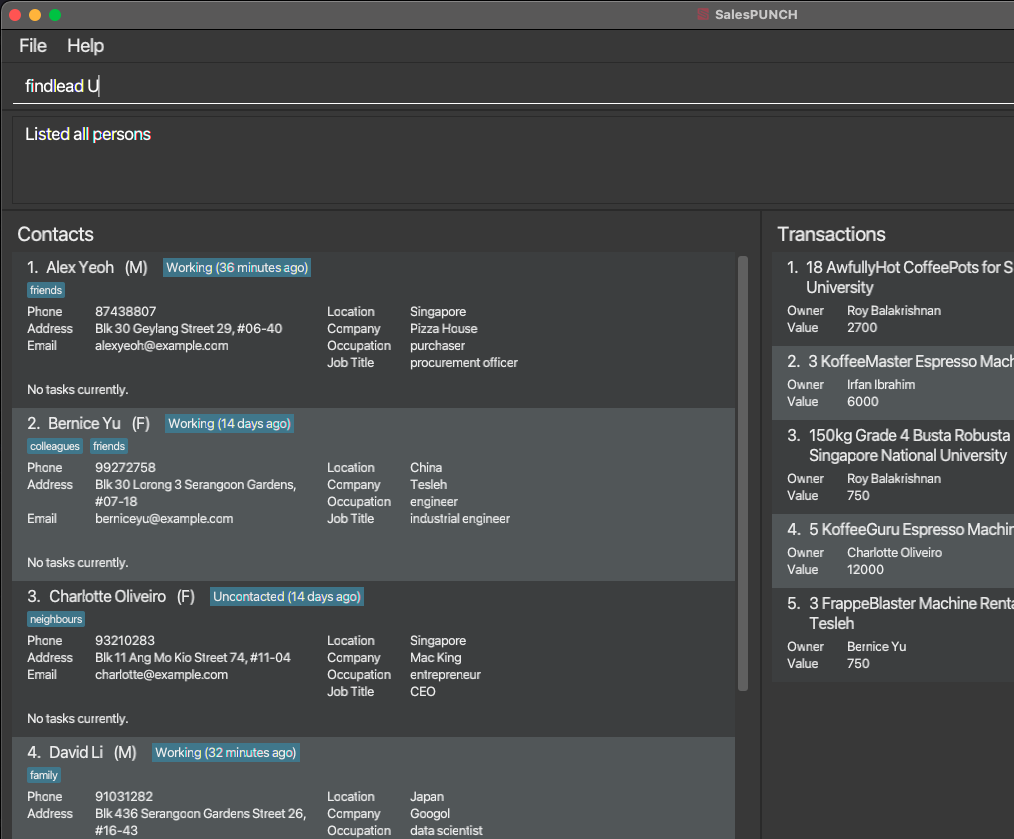 SalesPUNCH
File Help
findlead U
Listed all persons
Contacts
1. Alex Yeoh (M) Working (36 minutes ago)
friends
Phone 87438807 Location Singapore
Address Blk 30 Geylang Street 29, #06-40 Company Pizza House
Email alexyeoh@example.com Occupation purchaser
Job Title procurement officer
No tasks currently.
2. Bernice Yu (F) Working (14 days ago)
colleagues friends
Phone 99272758 Location China
Address Blk 30 Lorong 3 Serangoon Gardens, Company Tesleh
#07-18 Occupation engineer
Email berniceyu@example.com Job Title industrial engineer
No tasks currently.
3. Charlotte Oliveiro (F) Uncontacted (14 days ago)
neighbours
Phone 93210283 Location Singapore
Address Blk 11 Ang Mo Kio Street 74, #11-04 Company Mac King
Email charlotte@example.com Occupation entrepreneur
Job Title CEO
No tasks currently.
4. David Li (M) Working (32 minutes ago)
family
Phone 91031282 Location Japan
Address Blk 436 Serangoon Gardens Street 26, Company Googol
#16-43 Occupation data scientist
Transactions
1. 18 AwfullyHot CoffeePots for S
University
Owner Roy Balakrishnan
Value 2700
2. 3 KoffeeMaster Espresso Mach
Owner Irfan Ibrahim
Value 6000
3. 150kg Grade 4 Busta Robusta
Singapore National University
Owner Roy Balakrishnan
Value 750
4. 5 KoffeeGuru Espresso Machin
Owner Charlotte Oliveiro
Value 12000
5. 3 FrappeBlaster Machine Renta
Tesleh
Owner Bernice Yu
Value 750